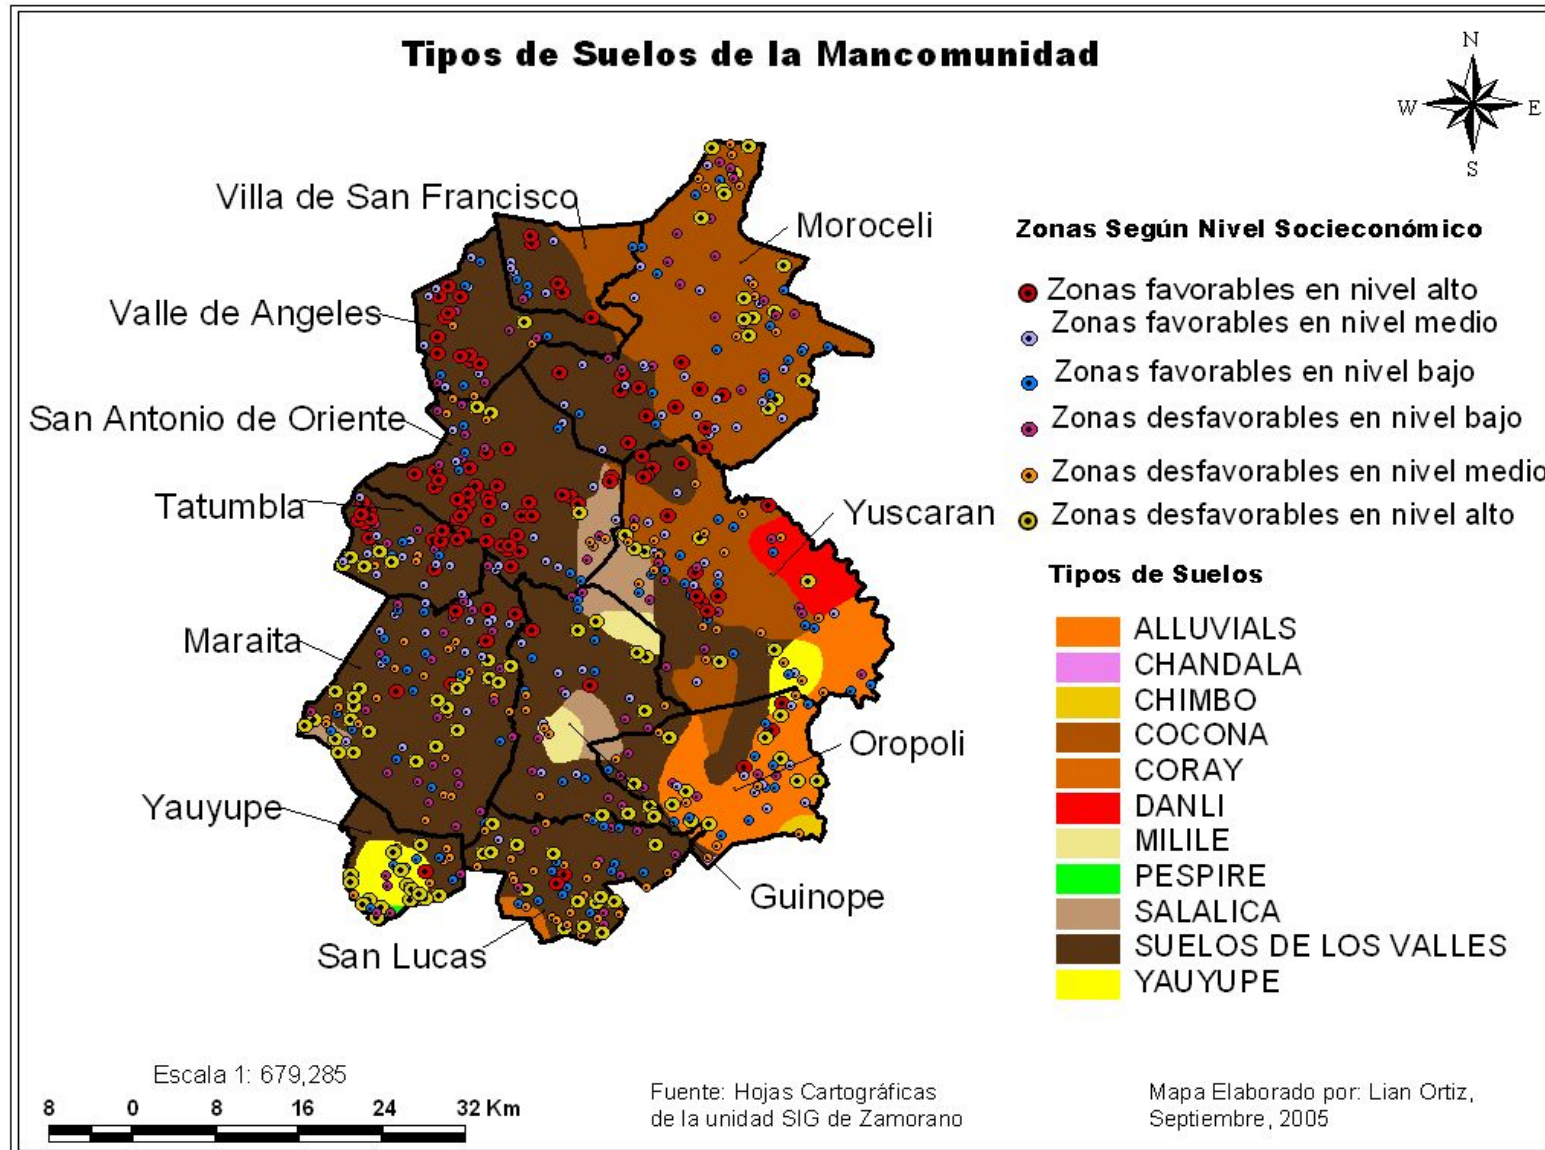 Tipos de Suelos de la Mancomunidad
N
W
E
S
Villa de San Francisco
Moroceli
Valle de Angeles
San Antonio de Oriente
Tatumbla
Yuscaran
Maraita
Oropoli
Yauyupe
Guinope
San Lucas
Zonas Según Nivel Socieconómico
Zonas favorables en nivel alto
Zonas favorables en nivel medio
Zonas favorables en nivel bajo
Zonas desfavorables en nivel bajo
Zonas desfavorables en nivel medio
Zonas desfavorables en nivel alto
Tipos de Suelos
ALLUVIALS
CHANDALA
CHIMBO
COCONA
CORAY
DANLI
MILILE
PESPIRE
SALALICA
SUELOS DE LOS VALLES
YAUYUPE
Escala 1: 679,285
8 0 8 16 24 32 Km
Fuente: Hojas Cartográficas
de la unidad SIG de Zamorano
Mapa Elaborado por: Lian Ortiz,
Septiembre, 2005